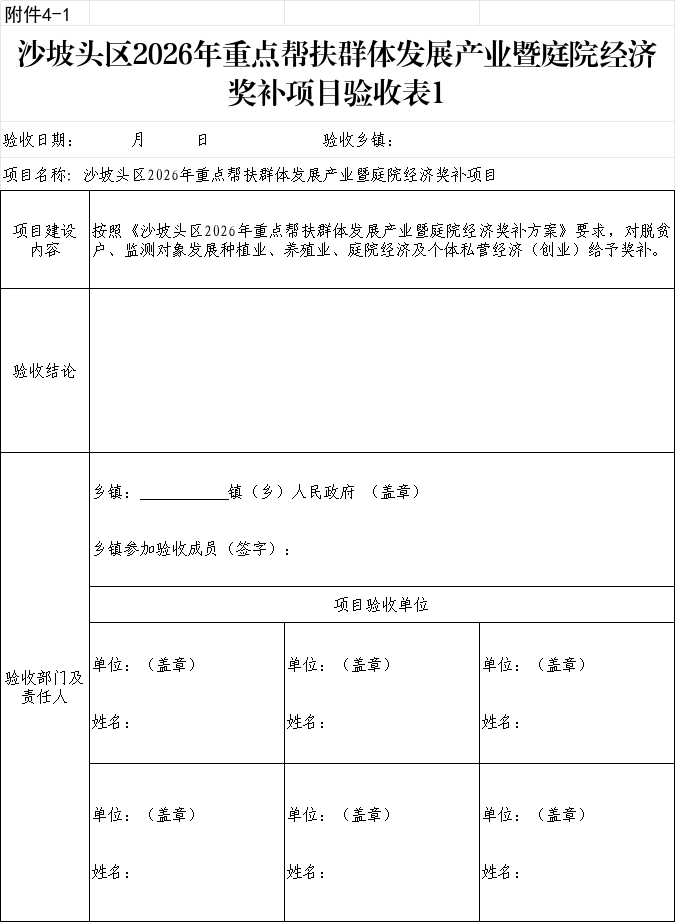 附件4-1
沙坡头区2026年重点帮扶群体发展产业暨庭院经济
奖补项目验收表1
验收日期： 月 日 验收乡镇：
项目名称：沙坡头区2026年重点帮扶群体发展产业暨庭院经济奖补项目
项目建设
内容
按照《沙坡头区2026年重点帮扶群体发展产业暨庭院经济奖补方案》要求，对脱贫
户、监测对象发展种植业、养殖业、庭院经济及个体私营经济（创业）给予奖补。
验收结论
验收部门及
责任人
乡镇：___________镇（乡）人民政府 （盖章）
乡镇参加验收成员（签字）：
项目验收单位
单位：（盖章） 单位：（盖章） 单位：（盖章）
姓名： 姓名： 姓名：
单位：（盖章） 单位：（盖章） 单位：（盖章）
姓名： 姓名： 姓名：